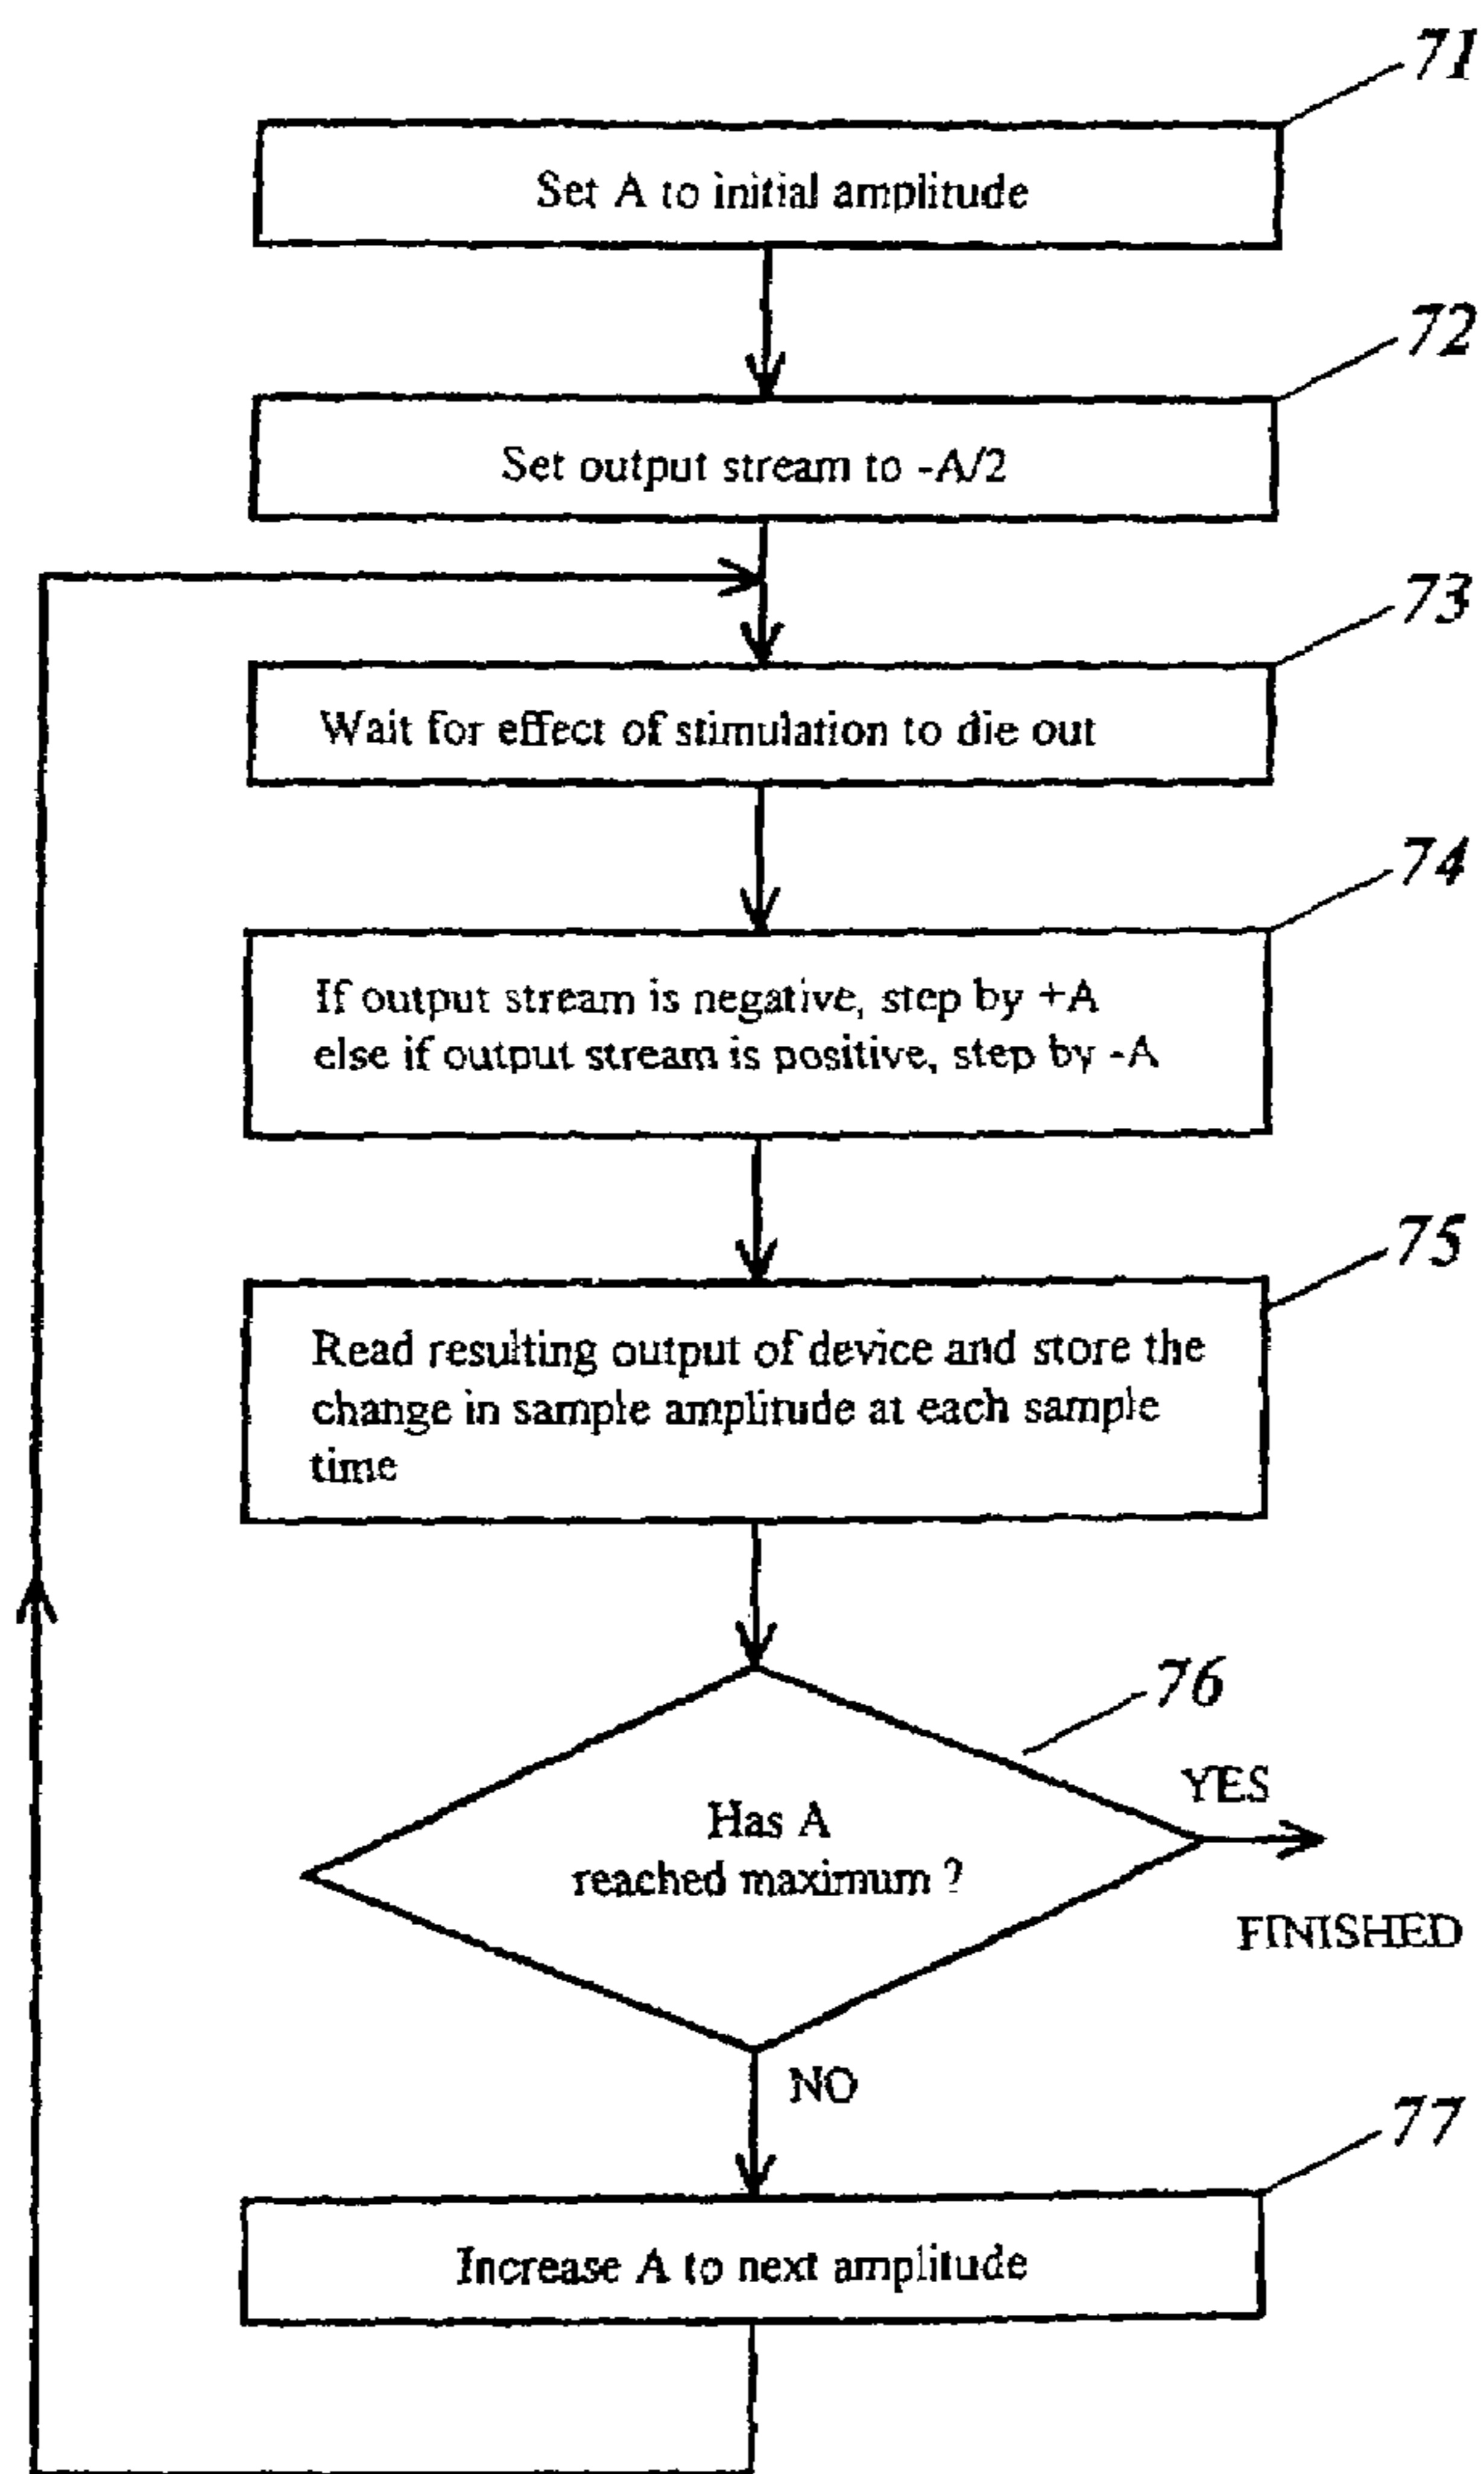 71
Set A to initial amplitude
72
Set output stream to -A/2
73
Wait for effect of stimulation to die out
74
If output stream is negative, step by +A
else if output stream is positive, step by -A
75
Read resulting output of device and store the
change in sample amplitude at each sample
time
76
YES
Has A
reached maximum ?
FINISHED
NO
77
Increase A to next amplitude